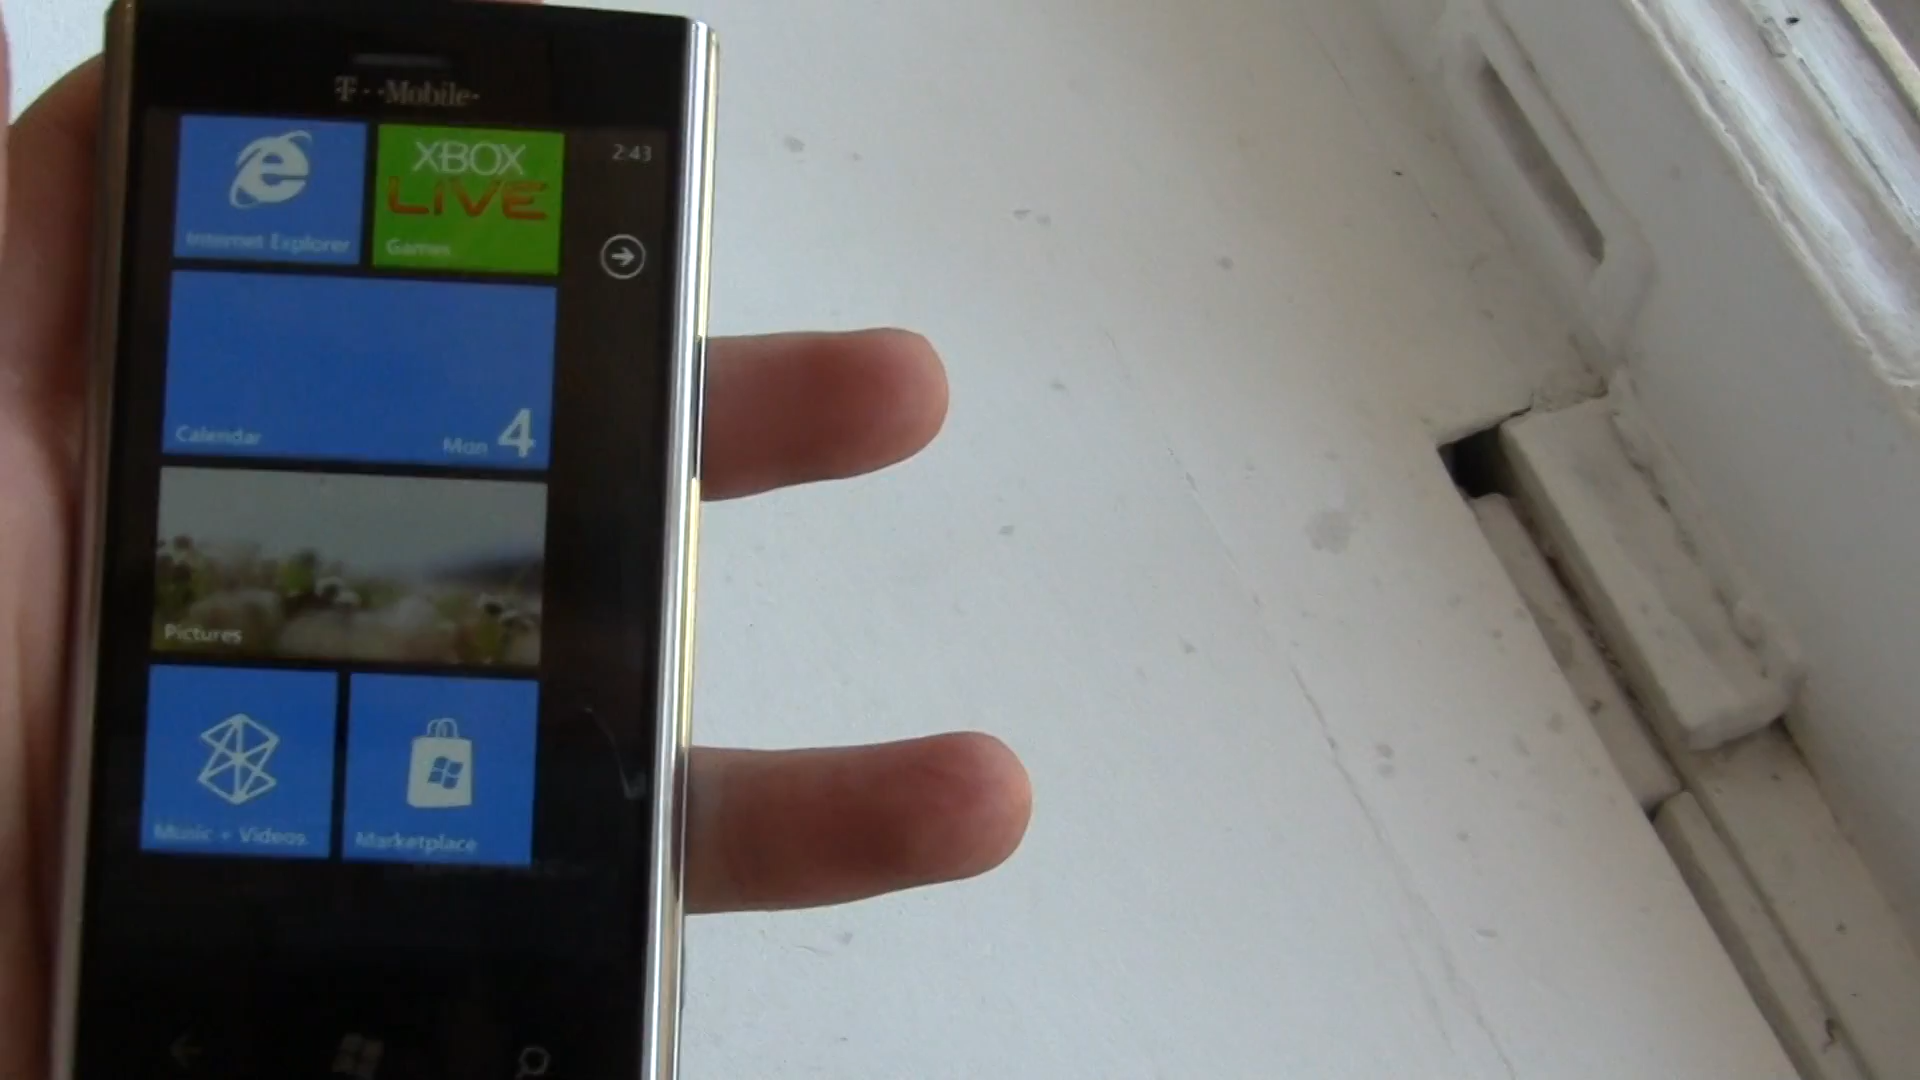 T··Mobile·
XBOX
LIVE
2:43
Internet Explorer
Games
Calendar
Mon 4
Pictures
Music + Videos
Marketplace